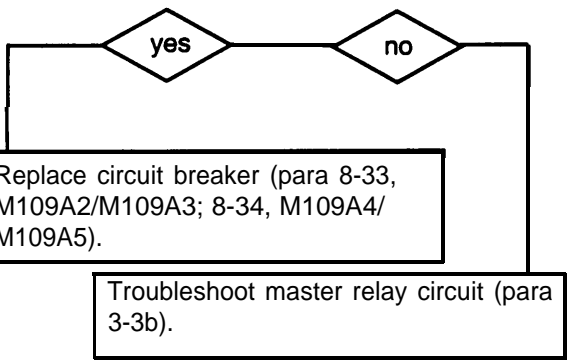 yes no
Replace circuit breaker (para 8-33,
M109A2/M109A3; 8-34, M109A4/
M109A5).
Troubleshoot master relay circuit (para
3-3b).